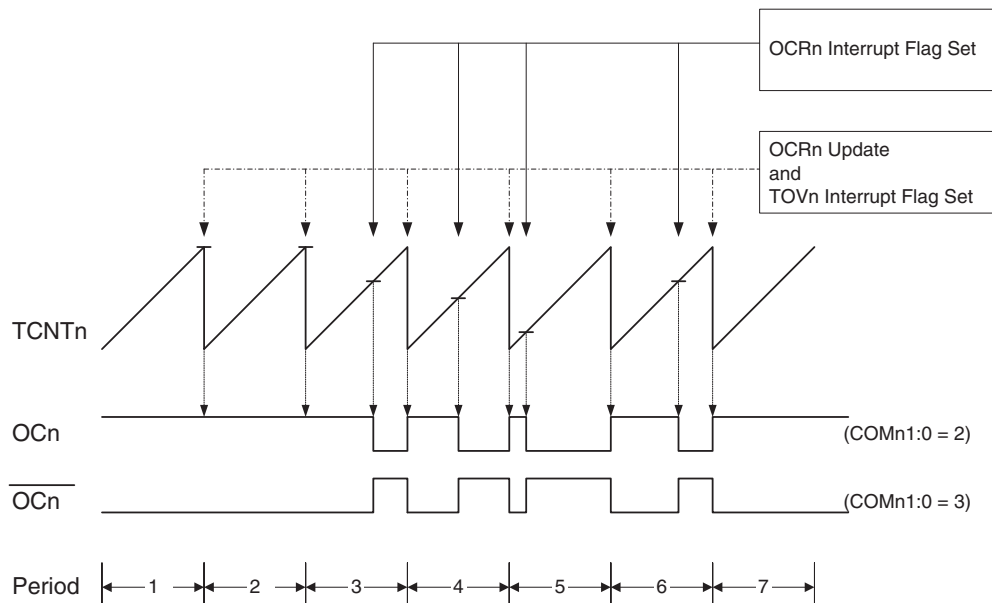 OCRn Interrupt Flag Set
OCRn Update
and
TOVn Interrupt Flag Set
TCNTn
OCn
(COMn1:0 = 2)
OCn
(COMn1:0 = 3)
Period
1
2
3
4
5
6
7